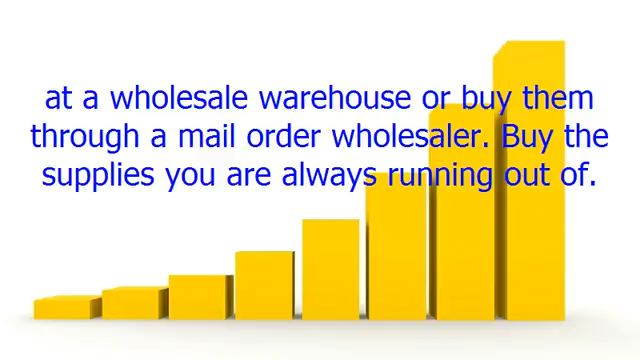 at a wholesale warehouse or buy them
through a mail order wholesaler. Buy the
supplies you are always running out of.